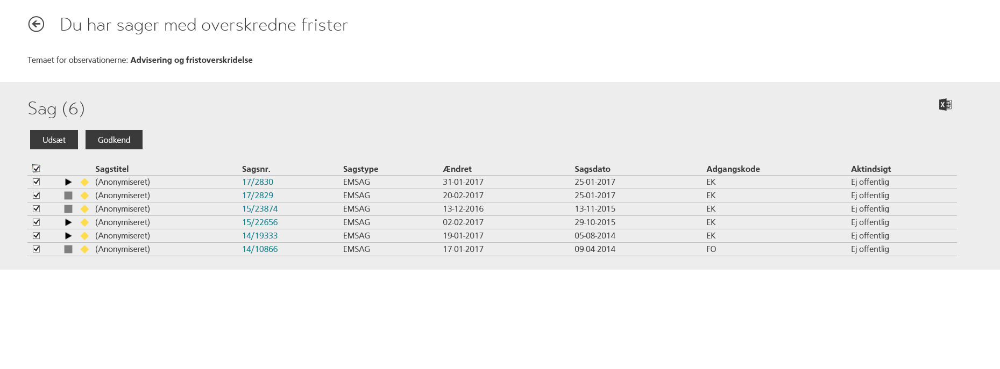 Du har sager med overskredne frister
Temaet for observationerne: Advisering og fristoverskridelse
Sag (6)
Udsæt Godkend
Sagstitel Sagsnr. Sagstype Ændret Sagsdato Adgangskode Aktindsigt
(Anonymiseret) 17/2830 EMSAG 31-01-2017 25-01-2017 EK Ej offentlig
(Anonymiseret) 17/2829 EMSAG 20-02-2017 25-01-2017 EK Ej offentlig
(Anonymiseret) 15/23874 EMSAG 13-12-2016 13-11-2015 EK Ej offentlig
(Anonymiseret) 15/22656 EMSAG 02-02-2017 29-10-2015 EK Ej offentlig
(Anonymiseret) 14/19333 EMSAG 19-01-2017 05-08-2014 EK Ej offentlig
(Anonymiseret) 14/10866 EMSAG 17-01-2017 09-04-2014 FO Ej offentlig